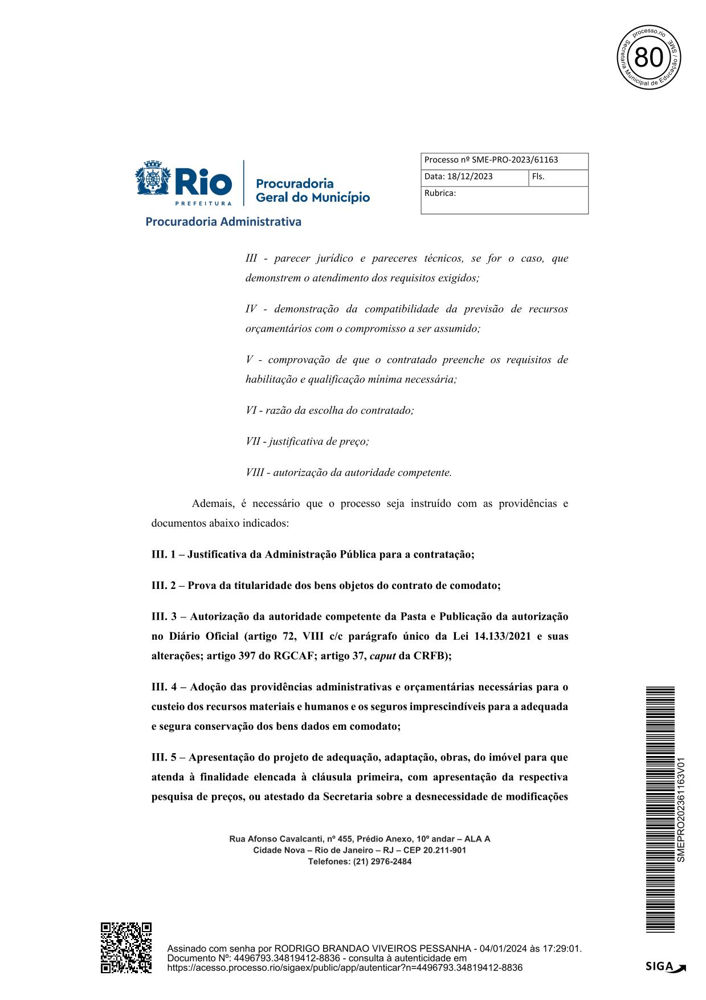 processo.rio
80
Secretaria Municipal de Educação / SME
Processo nº SME-PRO-2023/61163
Data: 18/12/2023
Fls.
Rubrica:
Rio
PREFEITURA
Procuradoria
Geral do Município
Procuradoria Administrativa
III - parecer jurídico e pareceres técnicos, se for o caso, que
demonstrem o atendimento dos requisitos exigidos;
IV - demonstração da compatibilidade da previsão de recursos
orçamentários com o compromisso a ser assumido;
V - comprovação de que o contratado preenche os requisitos de
habilitação e qualificação mínima necessária;
VI - razão da escolha do contratado;
VII - justificativa de preço;
VIII - autorização da autoridade competente.
Ademais, é necessário que o processo seja instruído com as providências e
documentos abaixo indicados:
III. 1 – Justificativa da Administração Pública para a contratação;
III. 2 – Prova da titularidade dos bens objetos do contrato de comodato;
III. 3 – Autorização da autoridade competente da Pasta e Publicação da autorização
no Diário Oficial (artigo 72, VIII c/c parágrafo único da Lei 14.133/2021 e suas
alterações; artigo 397 do RGCAF; artigo 37, caput da CRFB);
III. 4 – Adoção das providências administrativas e orçamentárias necessárias para o
custeio dos recursos materiais e humanos e os seguros imprescindíveis para a adequada
e segura conservação dos bens dados em comodato;
III. 5 – Apresentação do projeto de adequação, adaptação, obras, do imóvel para que
atenda à finalidade elencada à cláusula primeira, com apresentação da respectiva
pesquisa de preços, ou atestado da Secretaria sobre a desnecessidade de modificações
Rua Afonso Cavalcanti, nº 455, Prédio Anexo, 10º andar – ALA A
Cidade Nova – Rio de Janeiro – RJ – CEP 20.211-901
Telefones: (21) 2976-2484
SMEPRO202361163V01
Assinado com senha por RODRIGO BRANDAO VIVEIROS PESSANHA - 04/01/2024 às 17:29:01.
Documento Nº: 4496793.34819412-8836 - consulta à autenticidade em
https://acesso.processo.rio/sigaex/public/app/autenticar?n=4496793.34819412-8836
SIGA